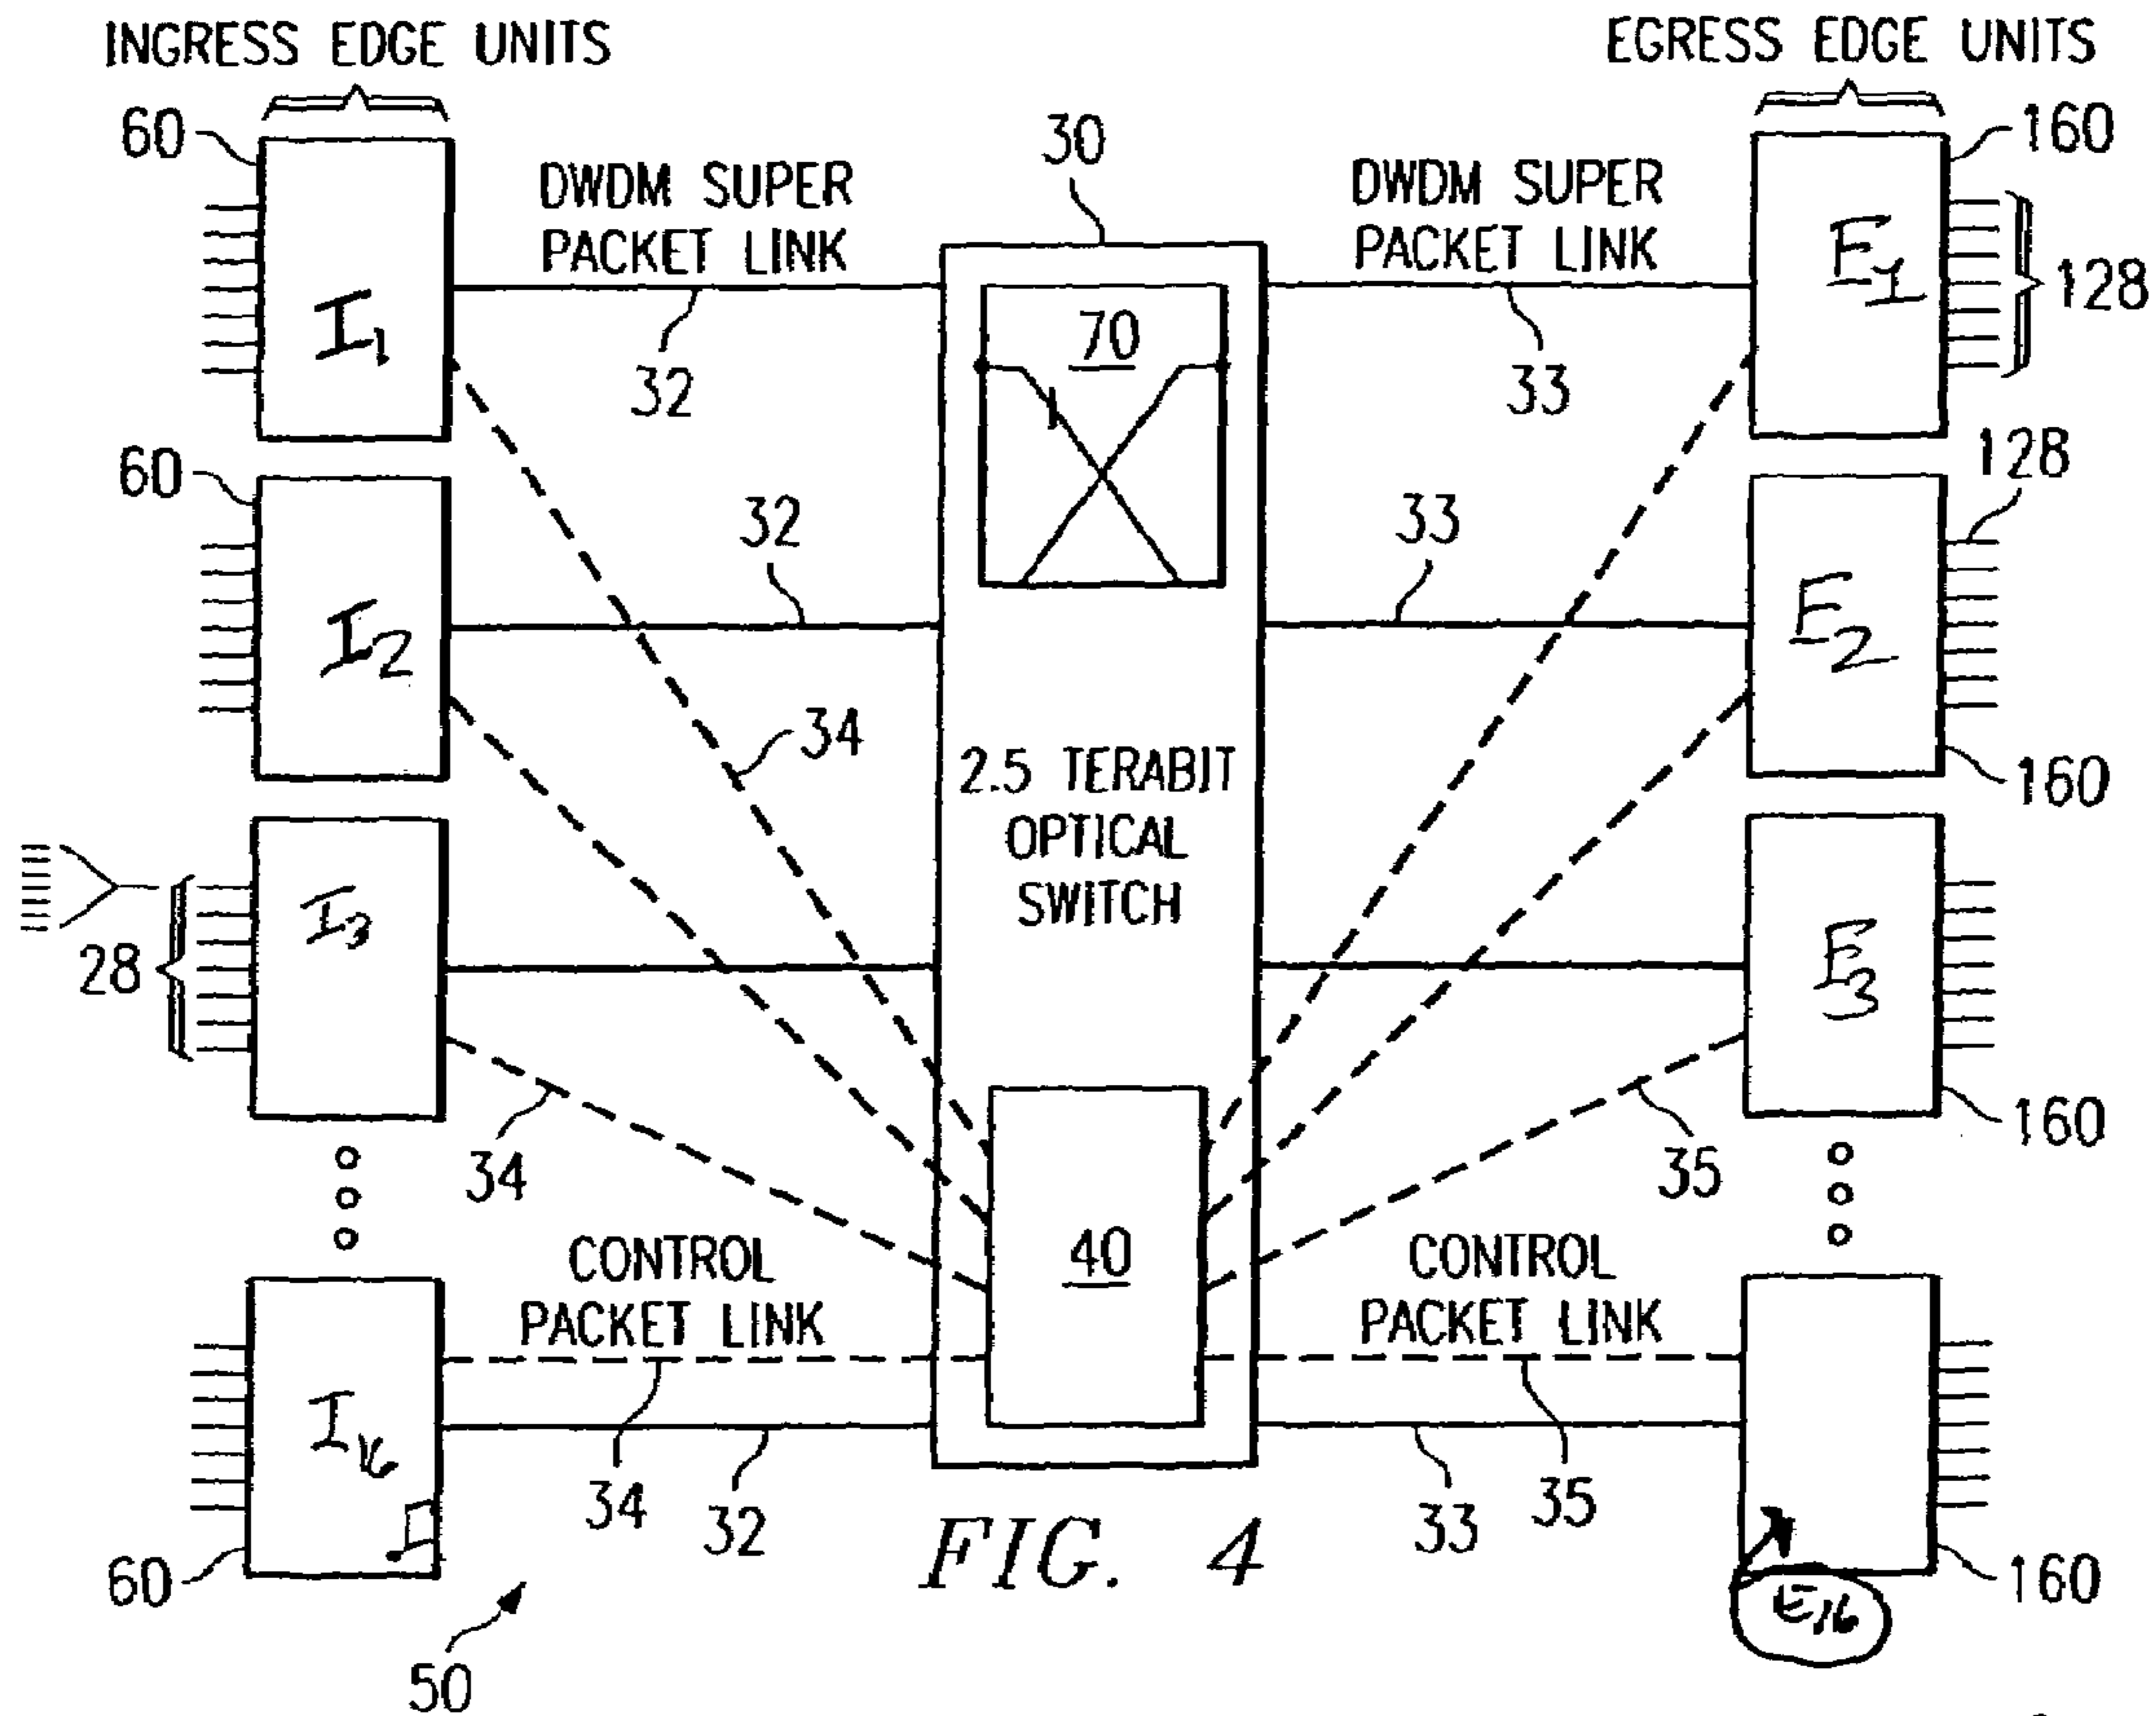 INGRESS EDGE UNITS
EGRESS EDGE UNITS
60
30
160
DWDM SUPER
PACKET LINK
DWDM SUPER
PACKET LINK
I1
E1
128
70
32
33
60
128
32
33
I2
E2
34
2.5 TERABIT
OPTICAL
SWITCH
160
I3
E3
28
34
35
160
40
CONTROL
PACKET LINK
CONTROL
PACKET LINK
I16
34
32
33
35
60
160
FIG. 4
E16
50